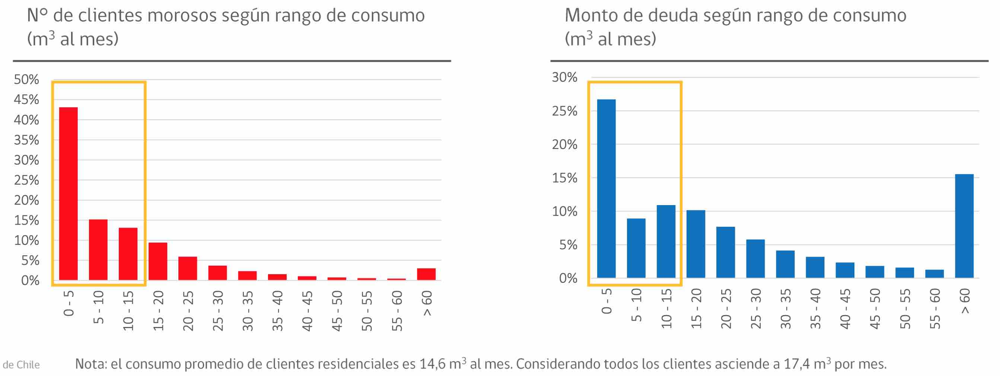 N° de clientes morosos según rango de consumo
(m³ al mes)
50%
45%
40%
35%
30%
25%
20%
15%
10%
5%
0%
0 - 5
5 - 10
10 - 15
15 - 20
20 - 25
25 - 30
30 - 35
35 - 40
40 - 45
45 - 50
50 - 55
55 - 60
> 60
Monto de deuda según rango de consumo
(m³ al mes)
30%
25%
20%
15%
10%
5%
0%
0 - 5
5 - 10
10 - 15
15 - 20
20 - 25
25 - 30
30 - 35
35 - 40
40 - 45
45 - 50
50 - 55
55 - 60
> 60
de Chile
Nota: el consumo promedio de clientes residenciales es 14,6 m³ al mes. Considerando todos los clientes asciende a 17,4 m³ por mes.